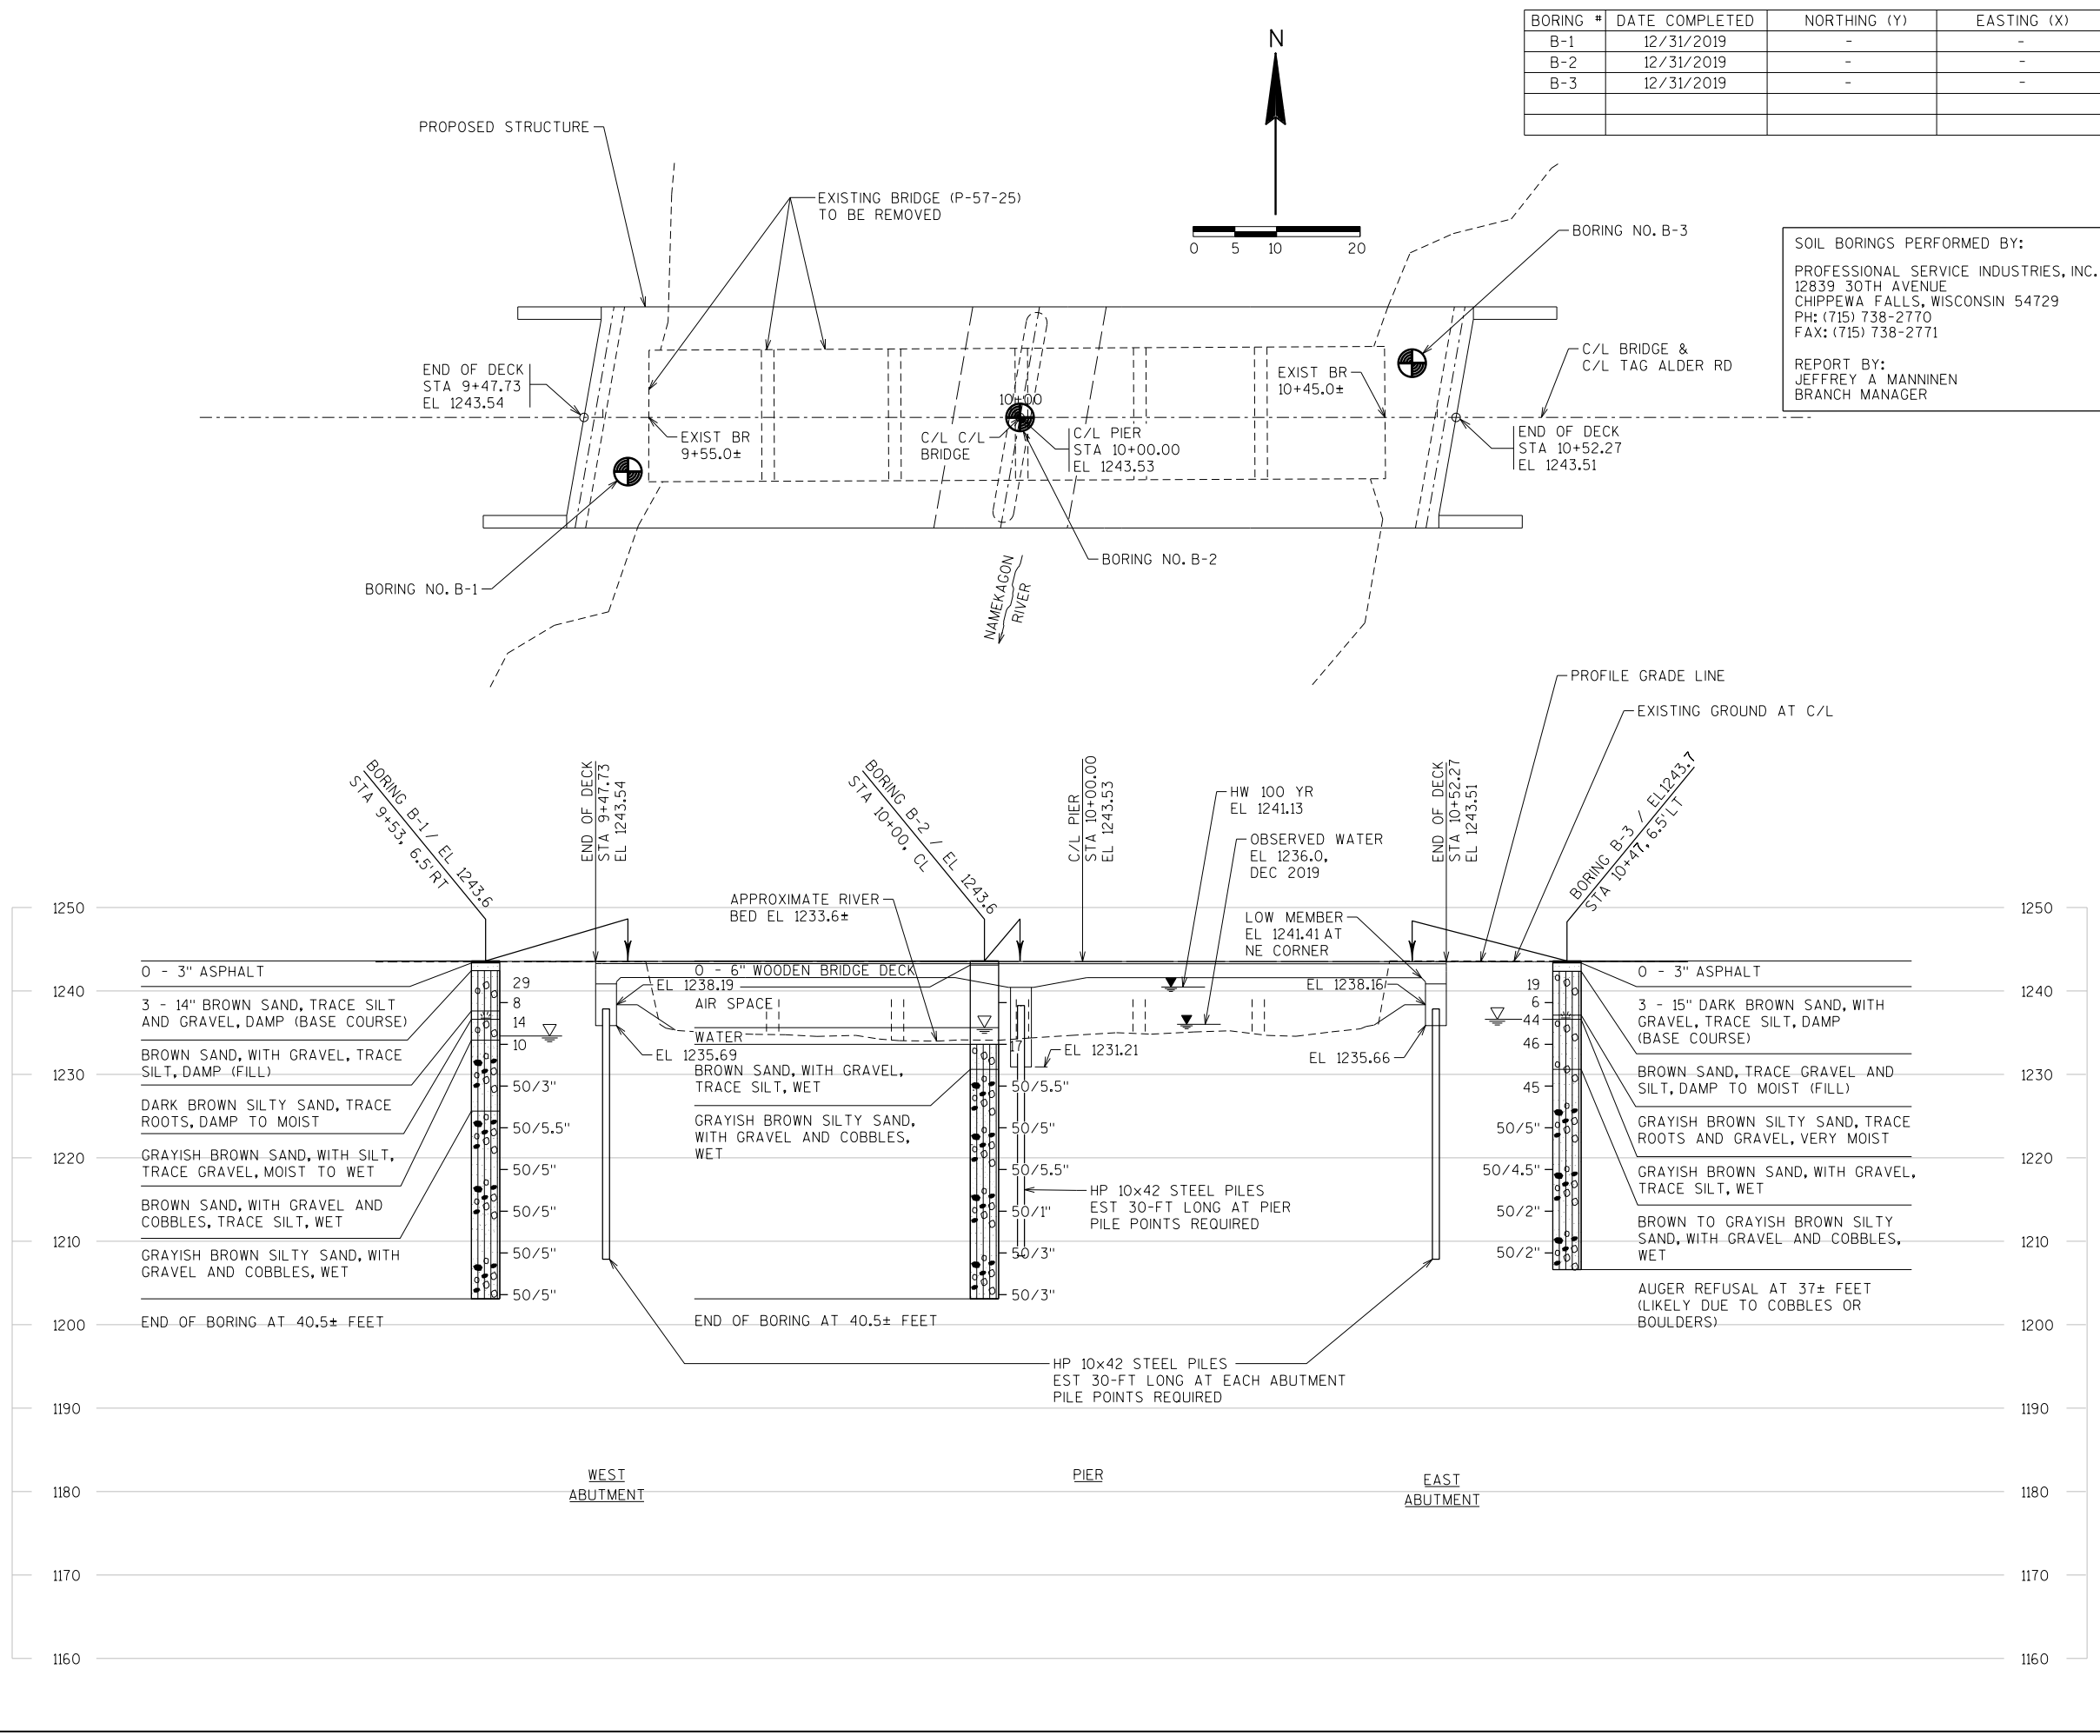 BORING # DATE COMPLETED NORTHING (Y) EASTING (X)
B-1 12/31/2019 - -
B-2 12/31/2019 - -
B-3 12/31/2019 - -
N
0 5 10 20
PROPOSED STRUCTURE
EXISTING BRIDGE (P-57-25)
TO BE REMOVED
BORING NO. B-3
SOIL BORINGS PERFORMED BY:
PROFESSIONAL SERVICE INDUSTRIES, INC.
12839 30TH AVENUE
CHIPPEWA FALLS, WISCONSIN 54729
PH: (715) 738-2770
FAX: (715) 738-2771
REPORT BY:
JEFFREY A MANNINEN
BRANCH MANAGER
END OF DECK
STA 9+47.73
EL 1243.54
EXIST BR
9+55.0±
10+00
C/L C/L
BRIDGE
C/L PIER
STA 10+00.00
EL 1243.53
EXIST BR
10+45.0±
C/L BRIDGE &
C/L TAG ALDER RD
END OF DECK
STA 10+52.27
EL 1243.51
BORING NO. B-1
BORING NO. B-2
NAMEKAGON
RIVER
PROFILE GRADE LINE
EXISTING GROUND AT C/L
BORING B-1 / EL 1243.6
STA 9+53, 6.5'RT
END OF DECK
STA 9+47.73
EL 1243.54
BORING B-2 / EL 1243.6
STA 10+00, CL
C/L PIER
STA 10+00.00
EL 1243.53
HW 100 YR
EL 1241.13
OBSERVED WATER
EL 1236.0,
DEC 2019
END OF DECK
STA 10+52.27
EL 1243.51
BORING B-3 / EL1243.7
STA 10+47, 6.5'LT
APPROXIMATE RIVER
BED EL 1233.6±
LOW MEMBER
EL 1241.41 AT
NE CORNER
1250 1250
1240 1240
1230 1230
1220 1220
1210 1210
1200 1200
1190 1190
1180 1180
1170 1170
1160 1160
0 - 3" ASPHALT
3 - 14" BROWN SAND, TRACE SILT
AND GRAVEL, DAMP (BASE COURSE)
BROWN SAND, WITH GRAVEL, TRACE
SILT, DAMP (FILL)
DARK BROWN SILTY SAND, TRACE
ROOTS, DAMP TO MOIST
GRAYISH BROWN SAND, WITH SILT,
TRACE GRAVEL, MOIST TO WET
BROWN SAND, WITH GRAVEL AND
COBBLES, TRACE SILT, WET
GRAYISH BROWN SILTY SAND, WITH
GRAVEL AND COBBLES, WET
END OF BORING AT 40.5± FEET
29
8
14
10
50/3"
50/5.5"
50/5"
50/5"
50/5"
50/5"
EL 1238.19
EL 1235.69
0 - 6" WOODEN BRIDGE DECK
AIR SPACE
WATER
BROWN SAND, WITH GRAVEL,
TRACE SILT, WET
GRAYISH BROWN SILTY SAND,
WITH GRAVEL AND COBBLES,
WET
END OF BORING AT 40.5± FEET
17
50/5.5"
50/5"
50/5.5"
50/1"
50/3"
50/3"
EL 1231.21
HP 10x42 STEEL PILES
EST 30-FT LONG AT PIER
PILE POINTS REQUIRED
EL 1238.16
EL 1235.66
19
6
44
46
45
50/5"
50/4.5"
50/2"
50/2"
0 - 3" ASPHALT
3 - 15" DARK BROWN SAND, WITH
GRAVEL, TRACE SILT, DAMP
(BASE COURSE)
BROWN SAND, TRACE GRAVEL AND
SILT, DAMP TO MOIST (FILL)
GRAYISH BROWN SILTY SAND, TRACE
ROOTS AND GRAVEL, VERY MOIST
GRAYISH BROWN SAND, WITH GRAVEL,
TRACE SILT, WET
BROWN TO GRAYISH BROWN SILTY
SAND, WITH GRAVEL AND COBBLES,
WET
AUGER REFUSAL AT 37± FEET
(LIKELY DUE TO COBBLES OR
BOULDERS)
HP 10x42 STEEL PILES
EST 30-FT LONG AT EACH ABUTMENT
PILE POINTS REQUIRED
WEST
ABUTMENT
PIER
EAST
ABUTMENT